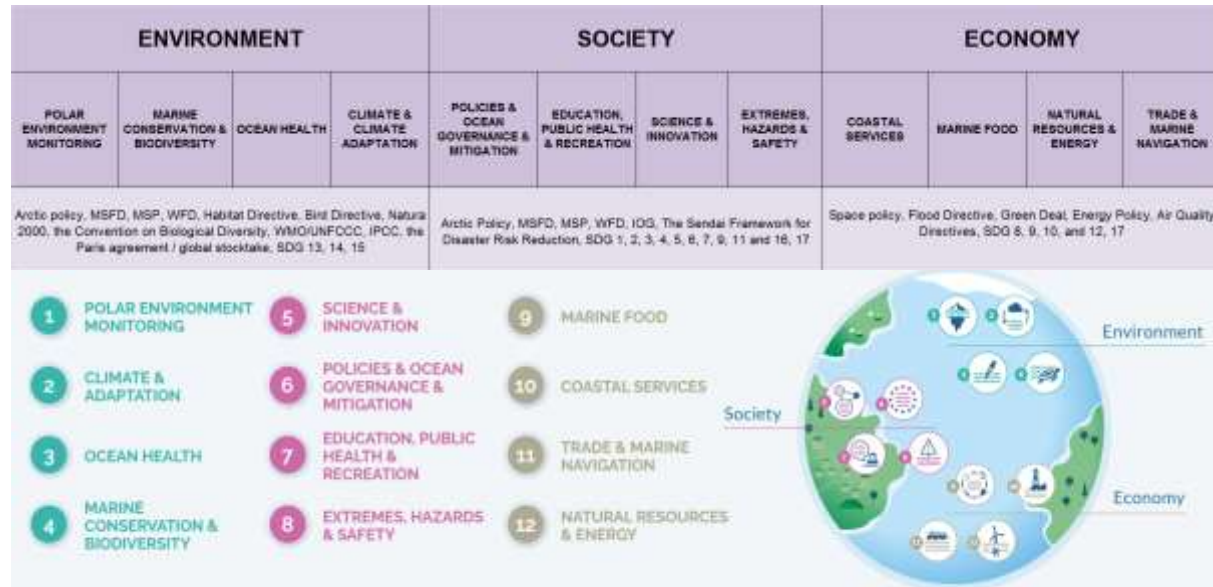 ENVIRONMENT
SOCIETY
ECONOMY
POLAR
ENVIRONMENT
MONITORING
MARINE
CONSERVATION &
BIODIVERSITY
OCEAN HEALTH
CLIMATE &
CLIMATE
ADAPTATION
POLICIES &
OCEAN
GOVERNANCE &
MITIGATION
EDUCATION,
PUBLIC HEALTH
& RECREATION
SCIENCE &
INNOVATION
EXTREMES,
HAZARDS &
SAFETY
COASTAL
SERVICES
MARINE FOOD
NATURAL
RESOURCES &
ENERGY
TRADE &
MARINE
NAVIGATION
Arctic policy, MSFD, MSP, WFD, Habitat Directive, Bird Directive, Natura
2000, the Convention on Biological Diversity, WMO/UNFCCC, IPCC, the
Paris agreement / global stocktake, SDG 13, 14, 15
Arctic Policy, MSFD, MSP, WFD, IOG, The Sendai Framework for
Disaster Risk Reduction, SDG 1, 2, 3, 4, 5, 6, 7, 9, 11 and 16, 17
Space policy, Flood Directive, Green Deal, Energy Policy, Air Quality
Directives, SDG 8, 9, 10, and 12, 17
1 POLAR ENVIRONMENT
MONITORING
2 CLIMATE &
ADAPTATION
3 OCEAN HEALTH
4 MARINE
CONSERVATION &
BIODIVERSITY
5 SCIENCE &
INNOVATION
6 POLICIES & OCEAN
GOVERNANCE &
MITIGATION
7 EDUCATION, PUBLIC
HEALTH &
RECREATION
8 EXTREMES, HAZARDS
& SAFETY
9 MARINE FOOD
10 COASTAL SERVICES
11 TRADE & MARINE
NAVIGATION
12 NATURAL RESOURCES
& ENERGY
Environment
Society
Economy